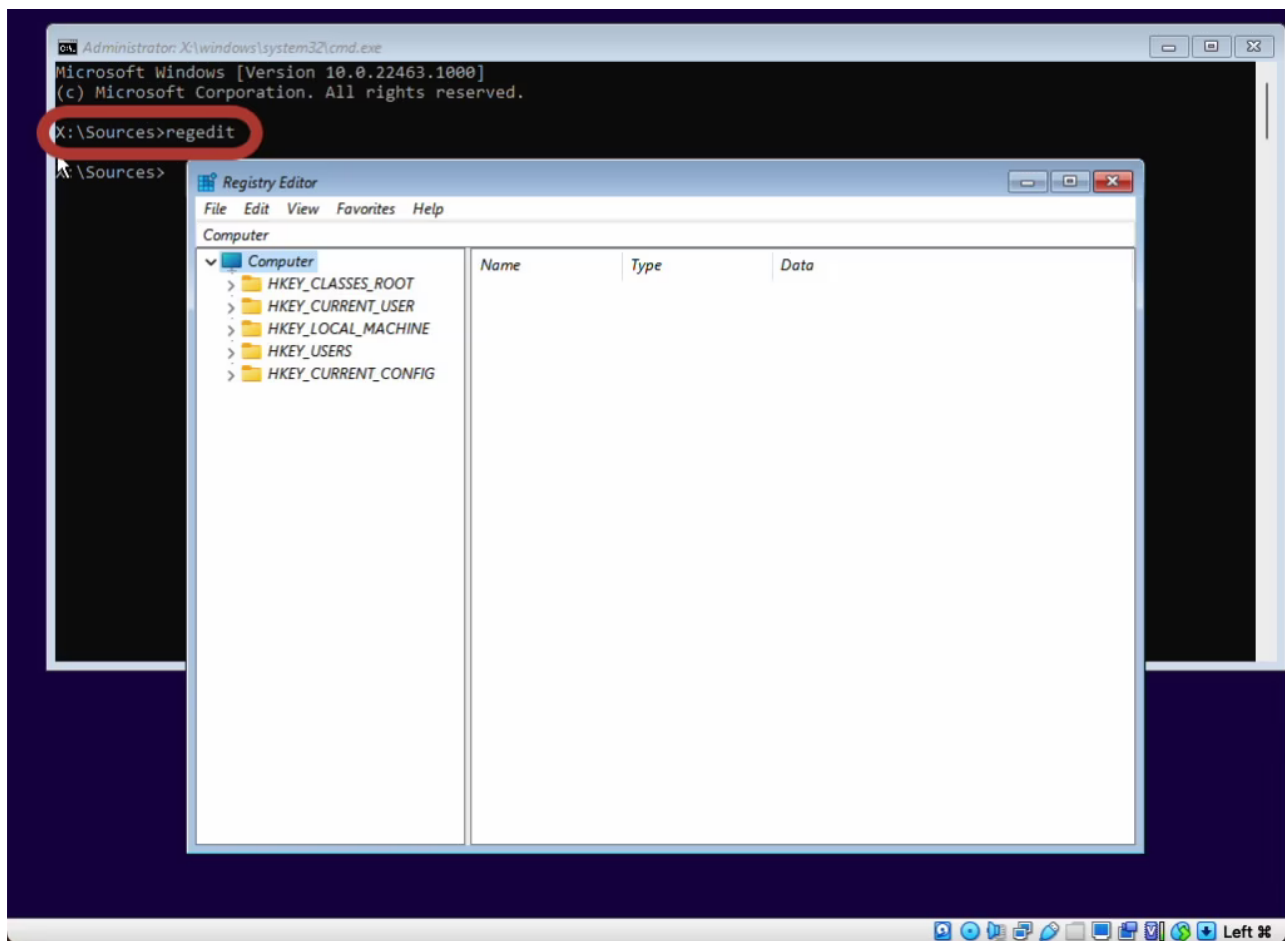 Administrator: X:\windows\system32\cmd.exe
Microsoft Windows [Version 10.0.22463.1000]
(c) Microsoft Corporation. All rights reserved.
X:\Sources>regedit
X:\Sources>
Registry Editor
File Edit View Favorites Help
Computer
Computer
Name Type Data
HKEY_CLASSES_ROOT
HKEY_CURRENT_USER
HKEY_LOCAL_MACHINE
HKEY_USERS
HKEY_CURRENT_CONFIG
Left ⌘